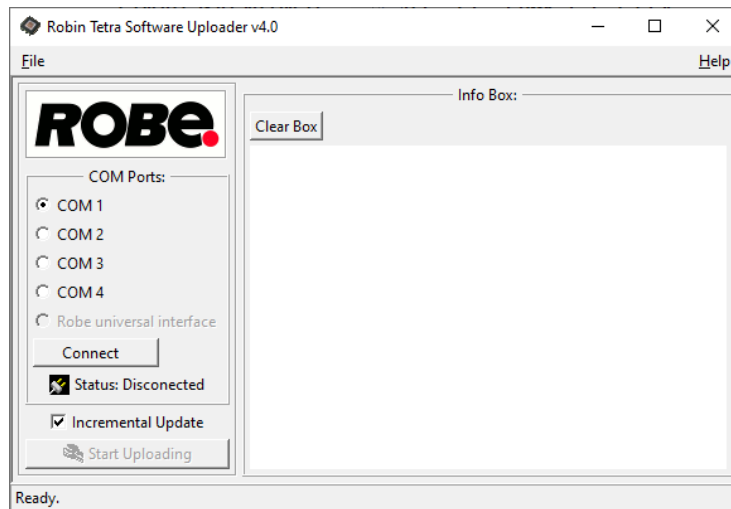 Robin Tetra Software Uploader v4.0
File
Help
ROBE
COM Ports:
COM 1
COM 2
COM 3
COM 4
Robe universal interface
Connect
Status: Disconected
Incremental Update
Start Uploading
Info Box:
Clear Box
Ready.